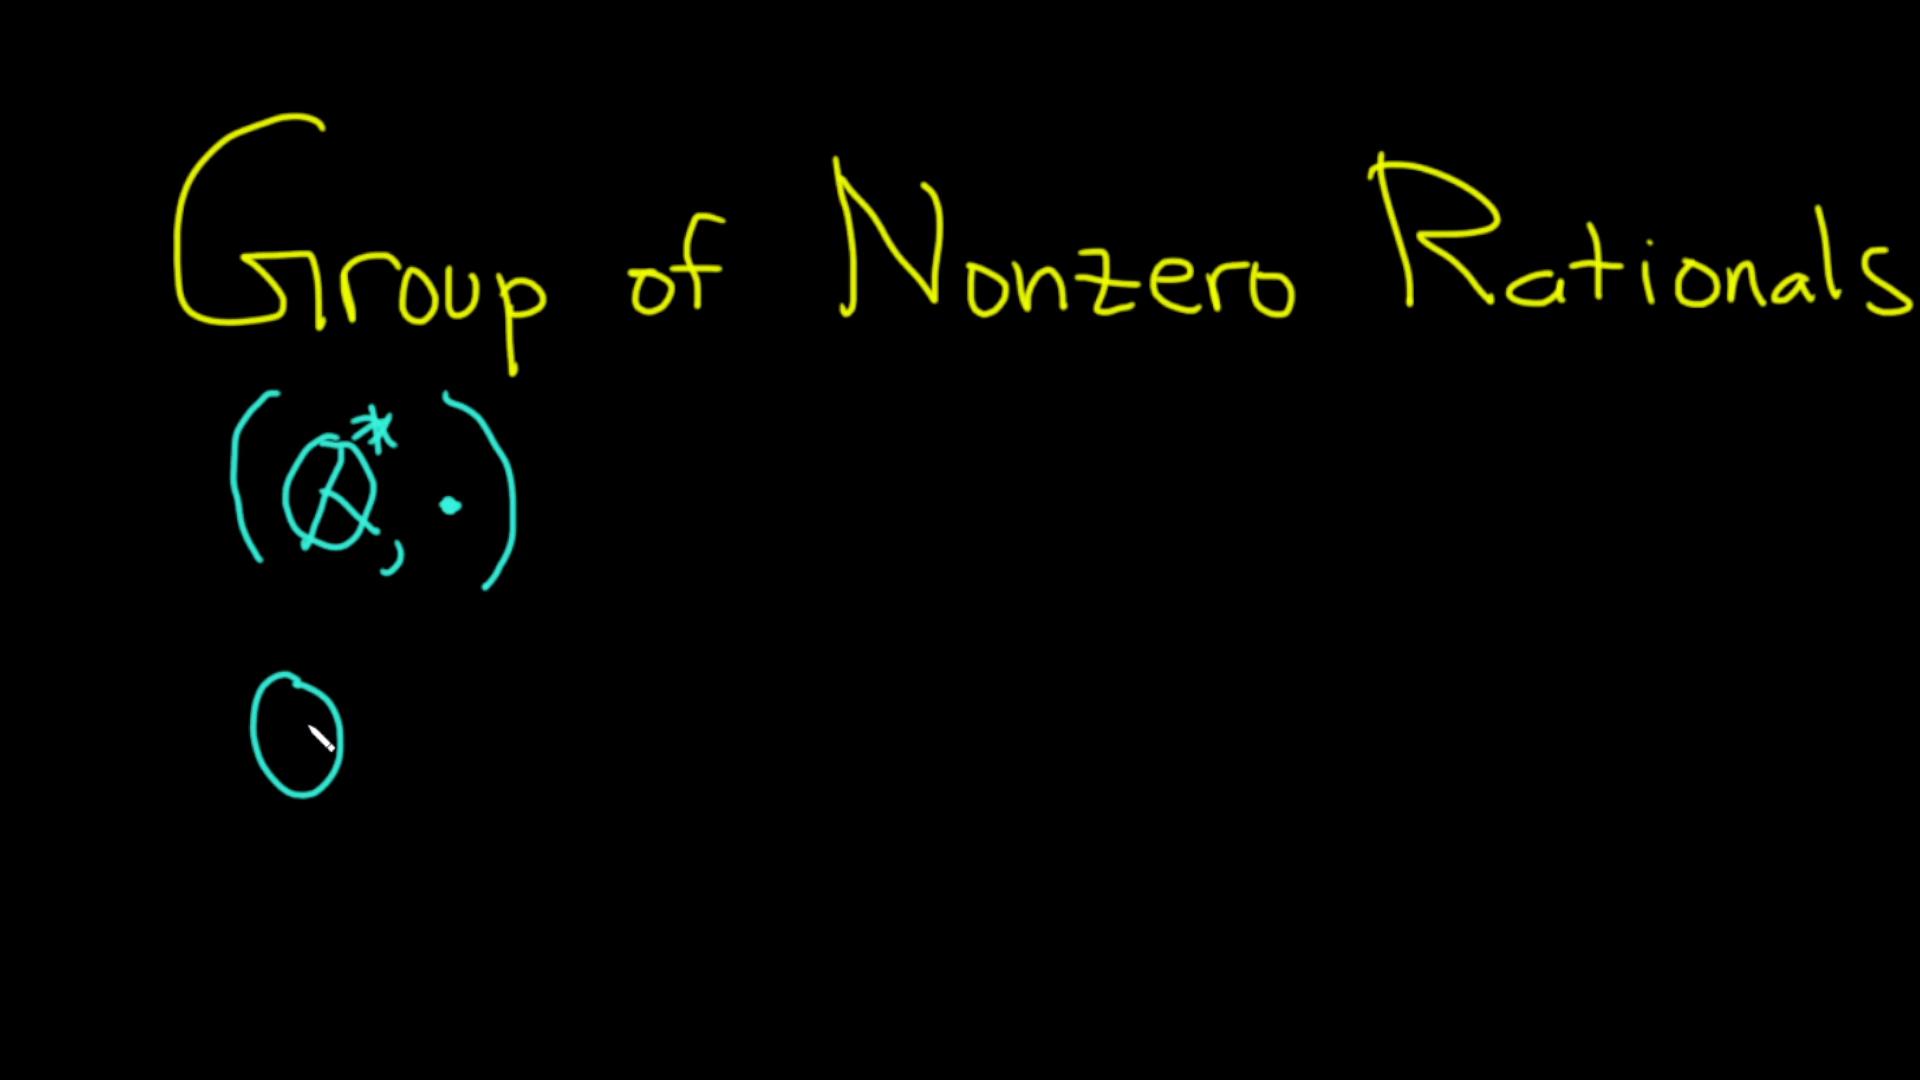 Group of Nonzero Rationals
(ℚ*, ·)